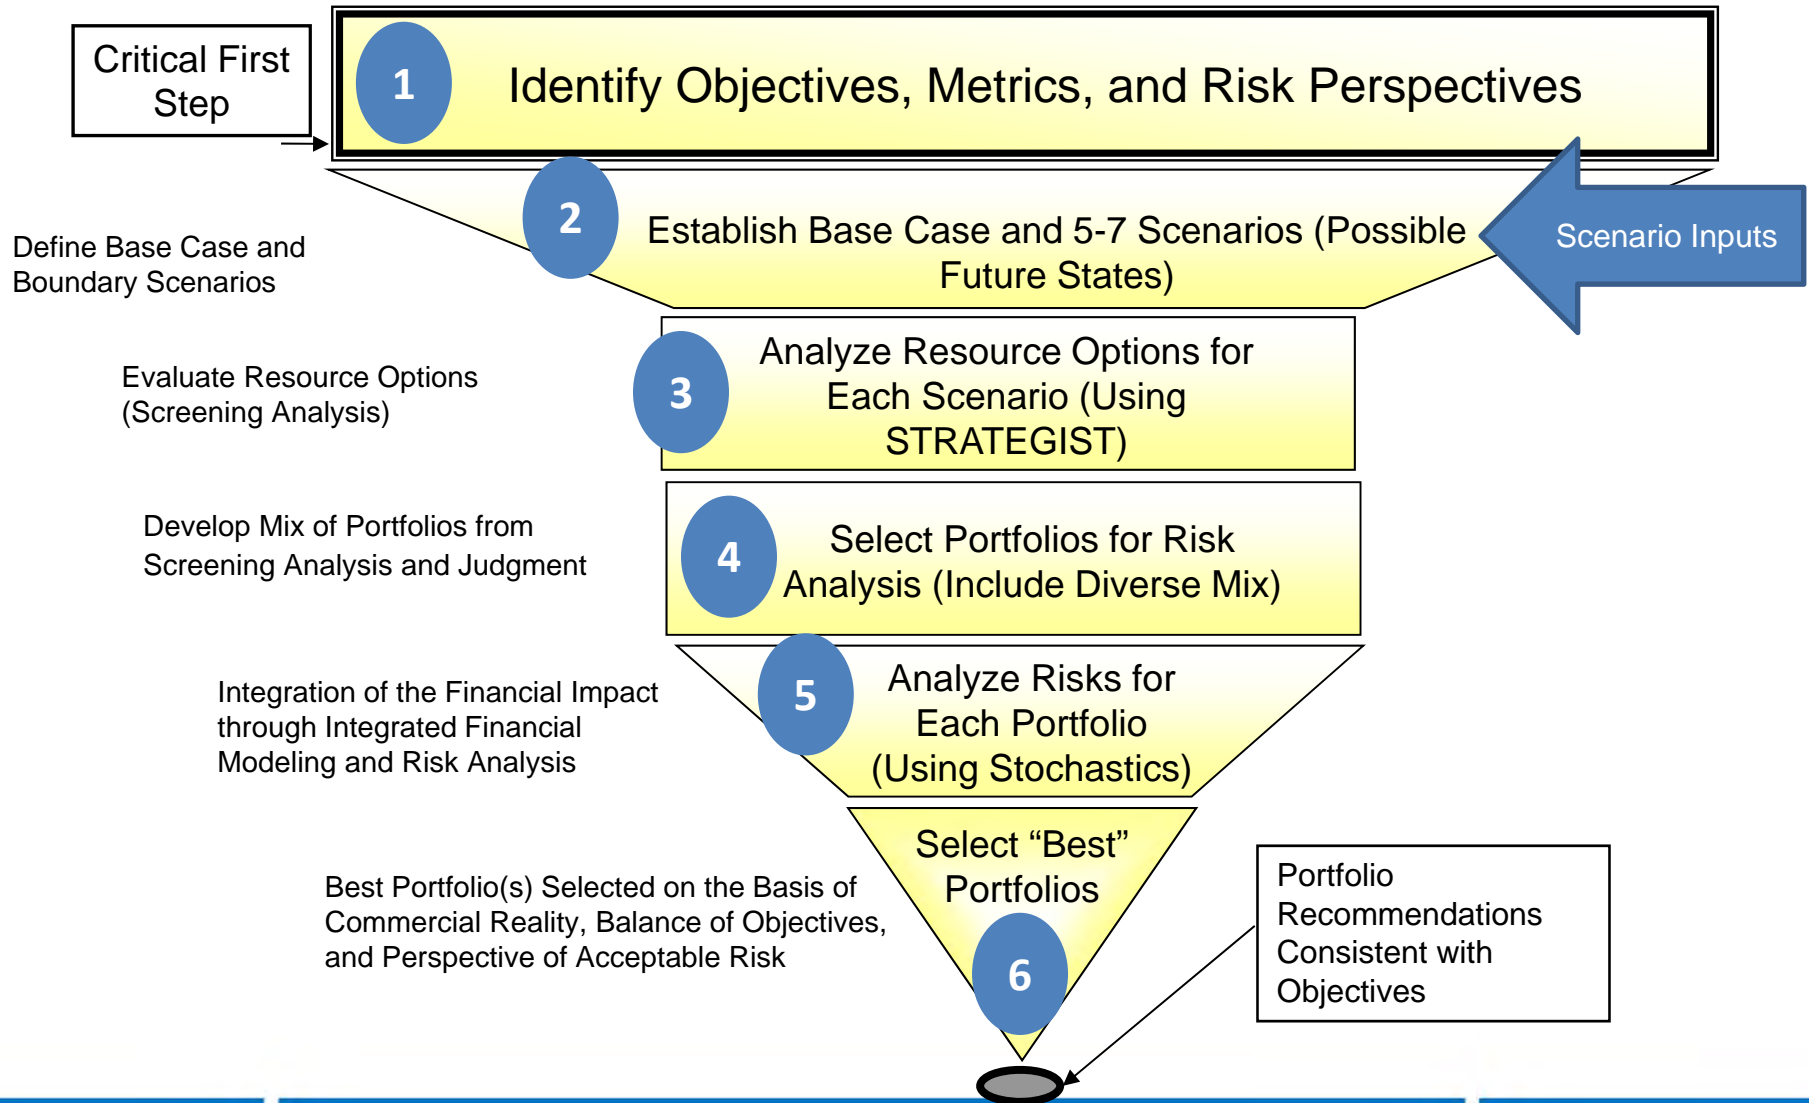 Critical First
Step
1
Identify Objectives, Metrics, and Risk Perspectives
2
Establish Base Case and 5-7 Scenarios (Possible
Future States)
Scenario Inputs
Define Base Case and
Boundary Scenarios
3
Analyze Resource Options for
Each Scenario (Using
STRATEGIST)
Evaluate Resource Options
(Screening Analysis)
4
Select Portfolios for Risk
Analysis (Include Diverse Mix)
Develop Mix of Portfolios from
Screening Analysis and Judgment
5
Analyze Risks for
Each Portfolio
(Using Stochastics)
Integration of the Financial Impact
through Integrated Financial
Modeling and Risk Analysis
Select “Best”
Portfolios
6
Best Portfolio(s) Selected on the Basis of
Commercial Reality, Balance of Objectives,
and Perspective of Acceptable Risk
Portfolio
Recommendations
Consistent with
Objectives